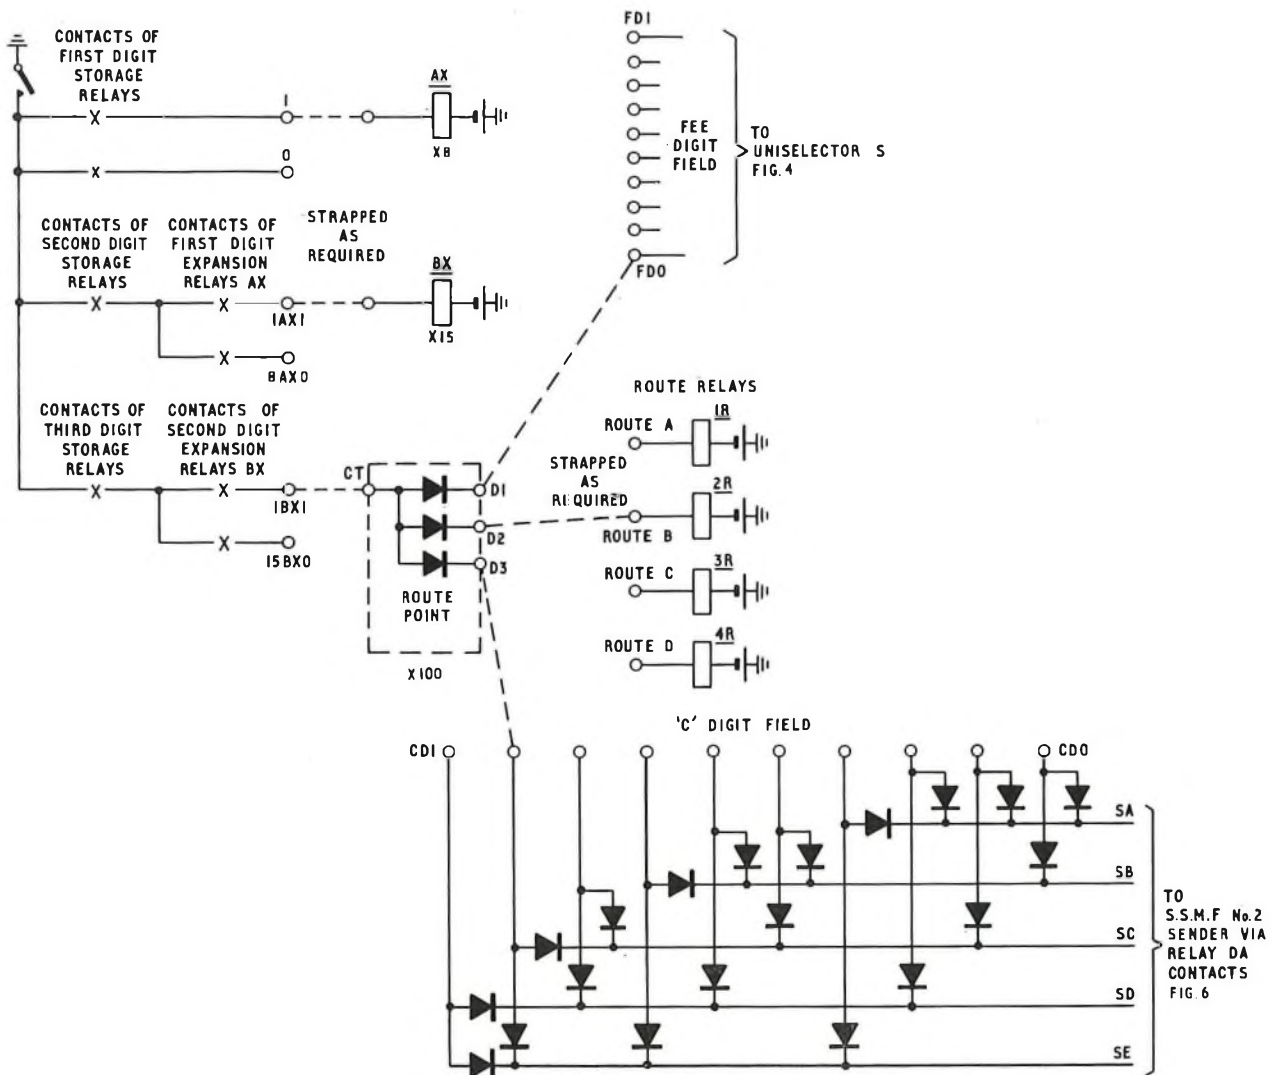 CONTACTS OF
FIRST DIGIT
STORAGE
RELAYS
1
AX
X8
0
CONTACTS OF
SECOND DIGIT
STORAGE
RELAYS
CONTACTS OF
FIRST DIGIT
EXPANSION
RELAYS AX
STRAPPED
AS
REQUIRED
1AX1
BX
X15
8AX0
CONTACTS OF
THIRD DIGIT
STORAGE
RELAYS
CONTACTS OF
SECOND DIGIT
EXPANSION
RELAYS BX
1BX1
15BX0
CT
D1
D2
D3
ROUTE
POINT
X100
FD1
FEE
DIGIT
FIELD
FD0
TO
UNISELECTOR S
FIG. 4
STRAPPED
AS
REQUIRED
ROUTE RELAYS
ROUTE A
1R
ROUTE B
2R
ROUTE C
3R
ROUTE D
4R
'C' DIGIT FIELD
CD1
CD0
SA
SB
SC
SD
SE
TO
S.S.M.F No.2
SENDER VIA
RELAY DA
CONTACTS
FIG. 6